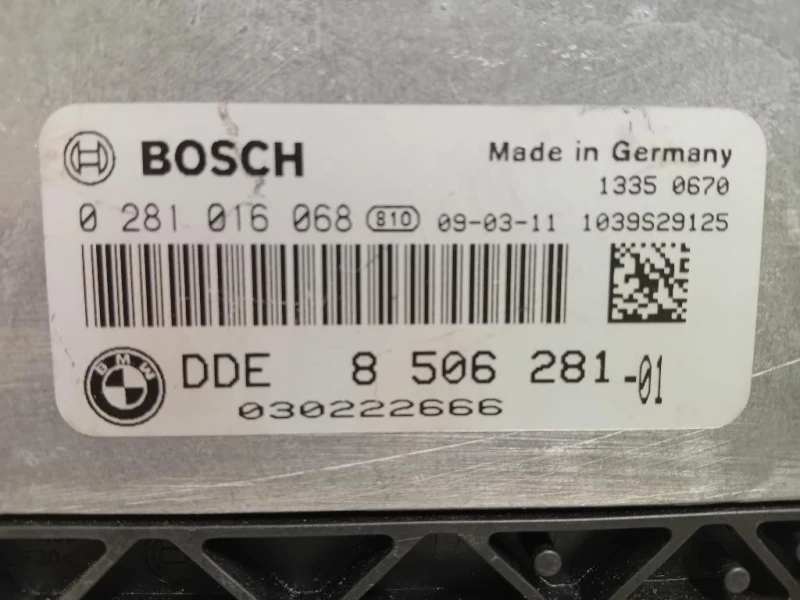 BOSCH Made in Germany
1335 0670
0 281 016 068 810 09-03-11 1039S29125
BMW DDE 8 506 281-01
030222666